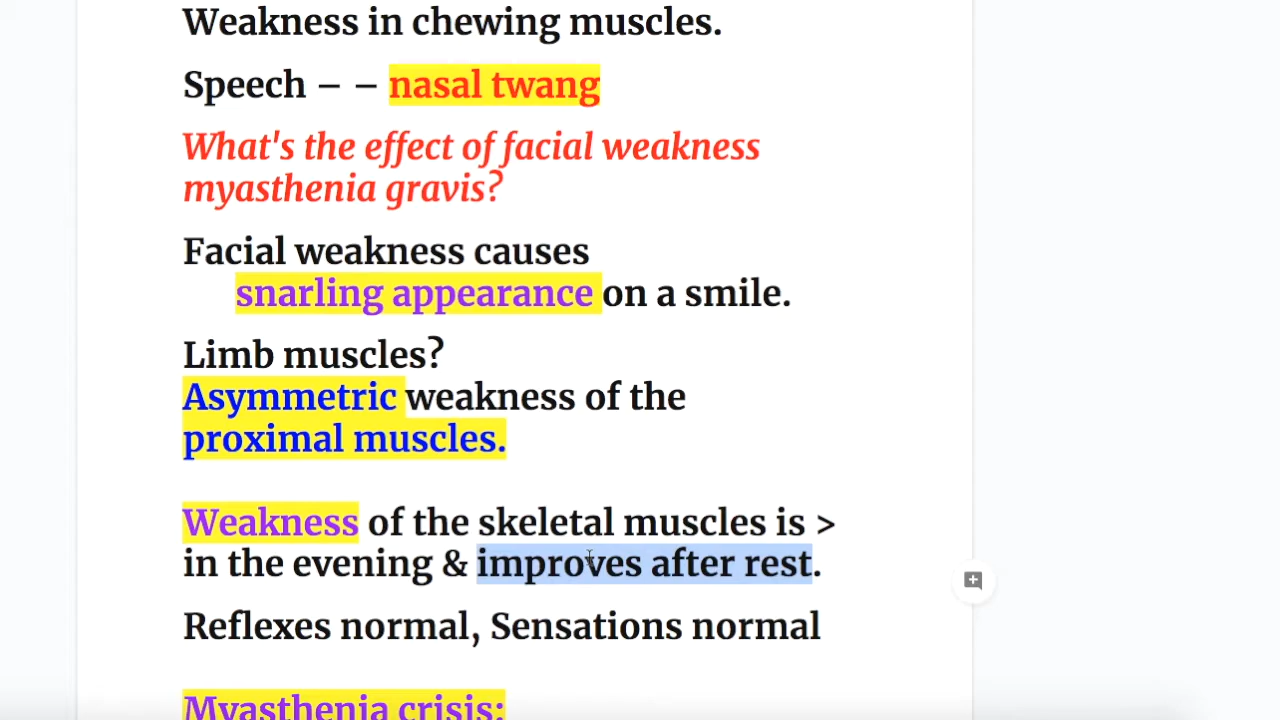 Weakness in chewing muscles.
Speech – – nasal twang
What's the effect of facial weakness
myasthenia gravis?
Facial weakness causes
snarling appearance on a smile.
Limb muscles?
Asymmetric weakness of the
proximal muscles.
Weakness of the skeletal muscles is >
in the evening & improves after rest.
Reflexes normal, Sensations normal
Myasthenia crisis: